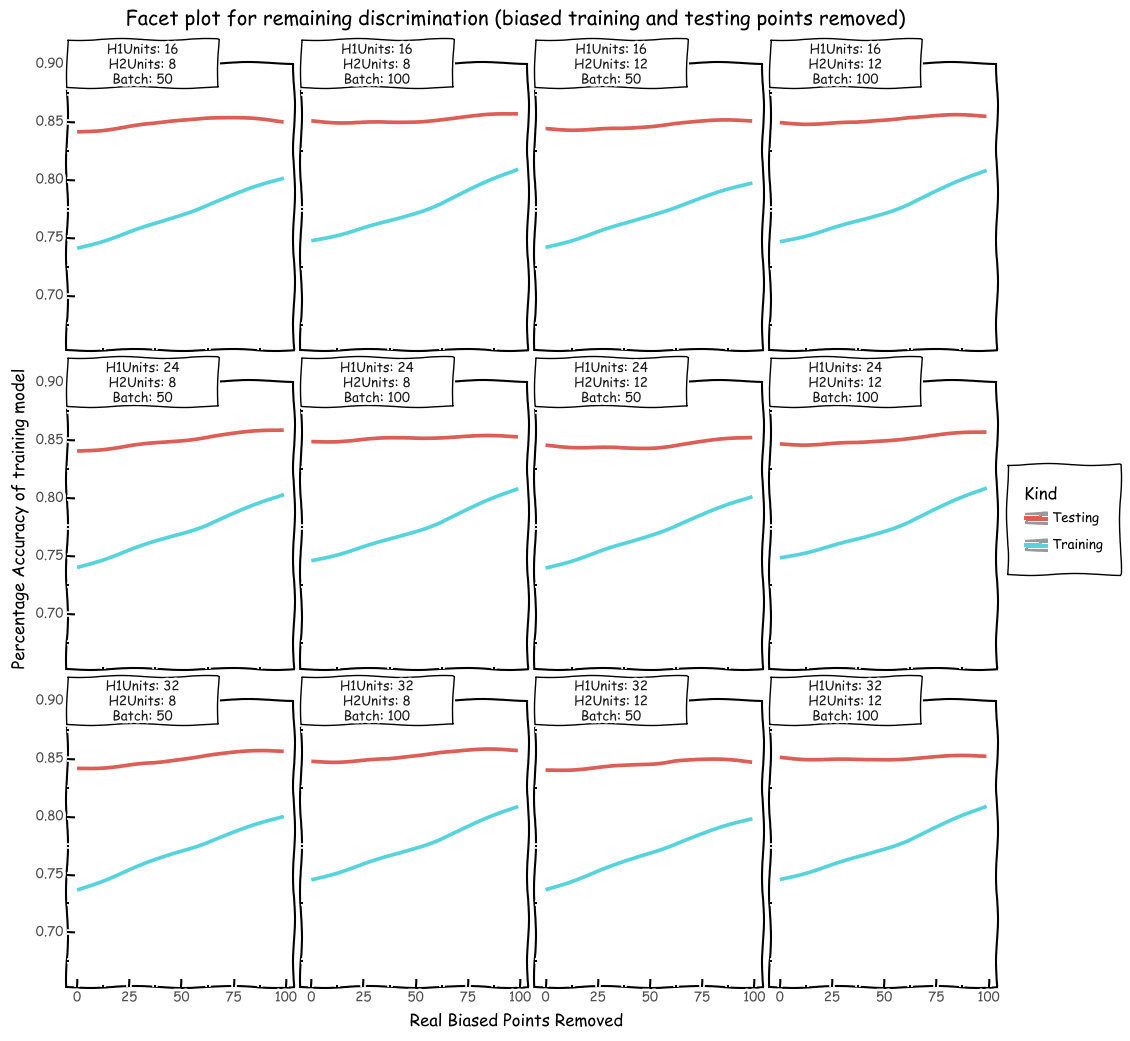 Facet plot for remaining discrimination (biased training and testing points removed)
H1Units: 16
H2Units: 8
Batch: 50
H1Units: 16
H2Units: 8
Batch: 100
H1Units: 16
H2Units: 12
Batch: 50
H1Units: 16
H2Units: 12
Batch: 100
0.90
0.85
0.80
0.75
0.70
H1Units: 24
H2Units: 8
Batch: 50
H1Units: 24
H2Units: 8
Batch: 100
H1Units: 24
H2Units: 12
Batch: 50
H1Units: 24
H2Units: 12
Batch: 100
0.90
0.85
0.80
0.75
0.70
Percentage Accuracy of training model
Kind
Testing
Training
H1Units: 32
H2Units: 8
Batch: 50
H1Units: 32
H2Units: 8
Batch: 100
H1Units: 32
H2Units: 12
Batch: 50
H1Units: 32
H2Units: 12
Batch: 100
0.90
0.85
0.80
0.75
0.70
0 25 50 75 100 0 25 50 75 100 0 25 50 75 100 0 25 50 75 100
Real Biased Points Removed